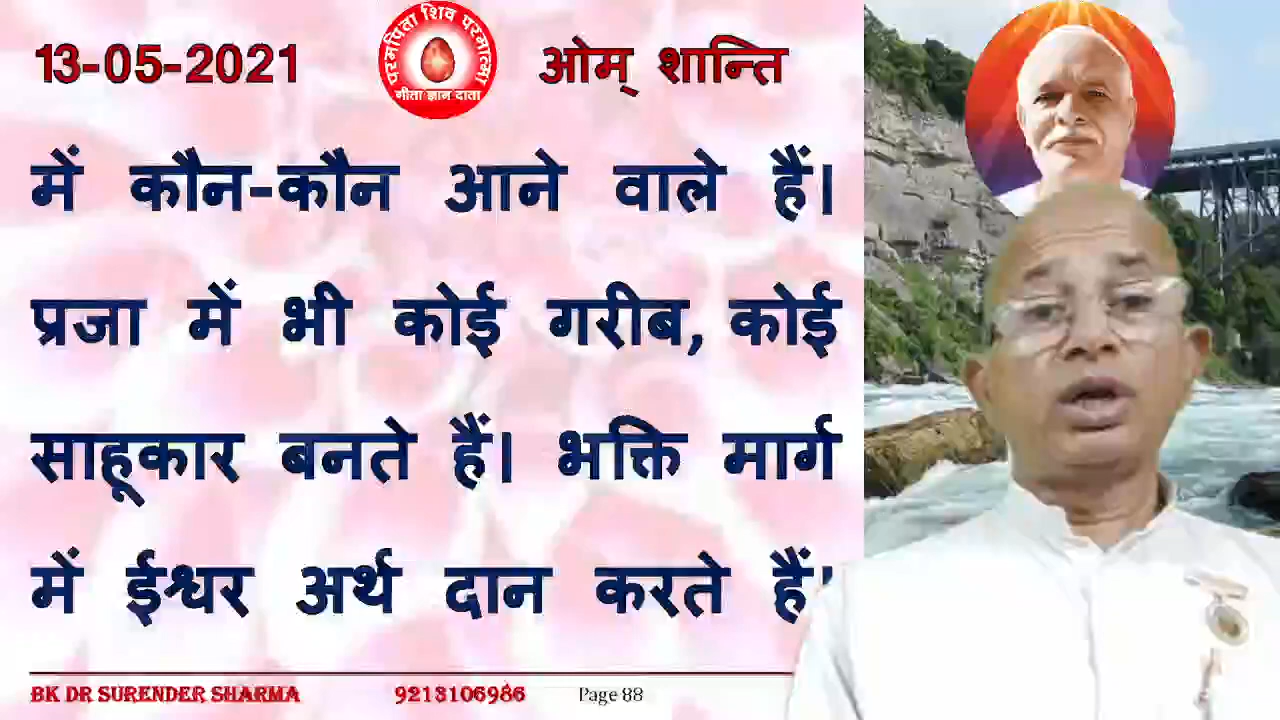 13-05-2021
परमपिता शिव परमात्मा
गीता ज्ञान दाता
ओम् शान्ति
में कौन-कौन आने वाले हैं।
प्रजा में भी कोई गरीब, कोई
साहूकार बनते हैं। भक्ति मार्ग
में ईश्वर अर्थ दान करते हैं।
BK DR SURENDER SHARMA 9213106986 Page 88